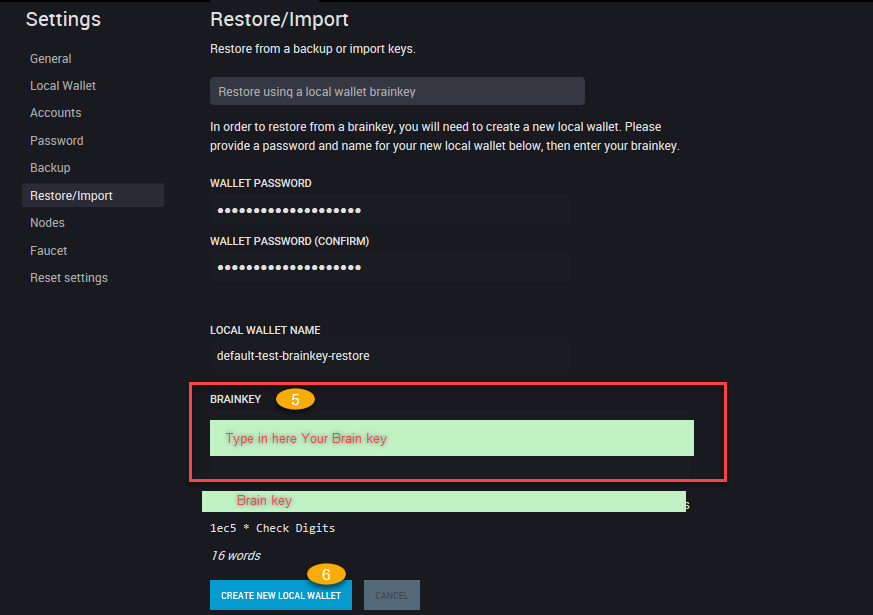 Settings
General
Local Wallet
Accounts
Password
Backup
Restore/Import
Nodes
Faucet
Reset settings
Restore/Import
Restore from a backup or import keys.
Restore using a local wallet brainkey
In order to restore from a brainkey, you will need to create a new local wallet. Please
provide a password and name for your new local wallet below, then enter your brainkey.
WALLET PASSWORD
••••••••••••••••••••
WALLET PASSWORD (CONFIRM)
••••••••••••••••••••
LOCAL WALLET NAME
default-test-brainkey-restore
BRAINKEY 5
Type in here Your Brain key
Brain key
1ec5 * Check Digits
16 words
6
CREATE NEW LOCAL WALLET CANCEL